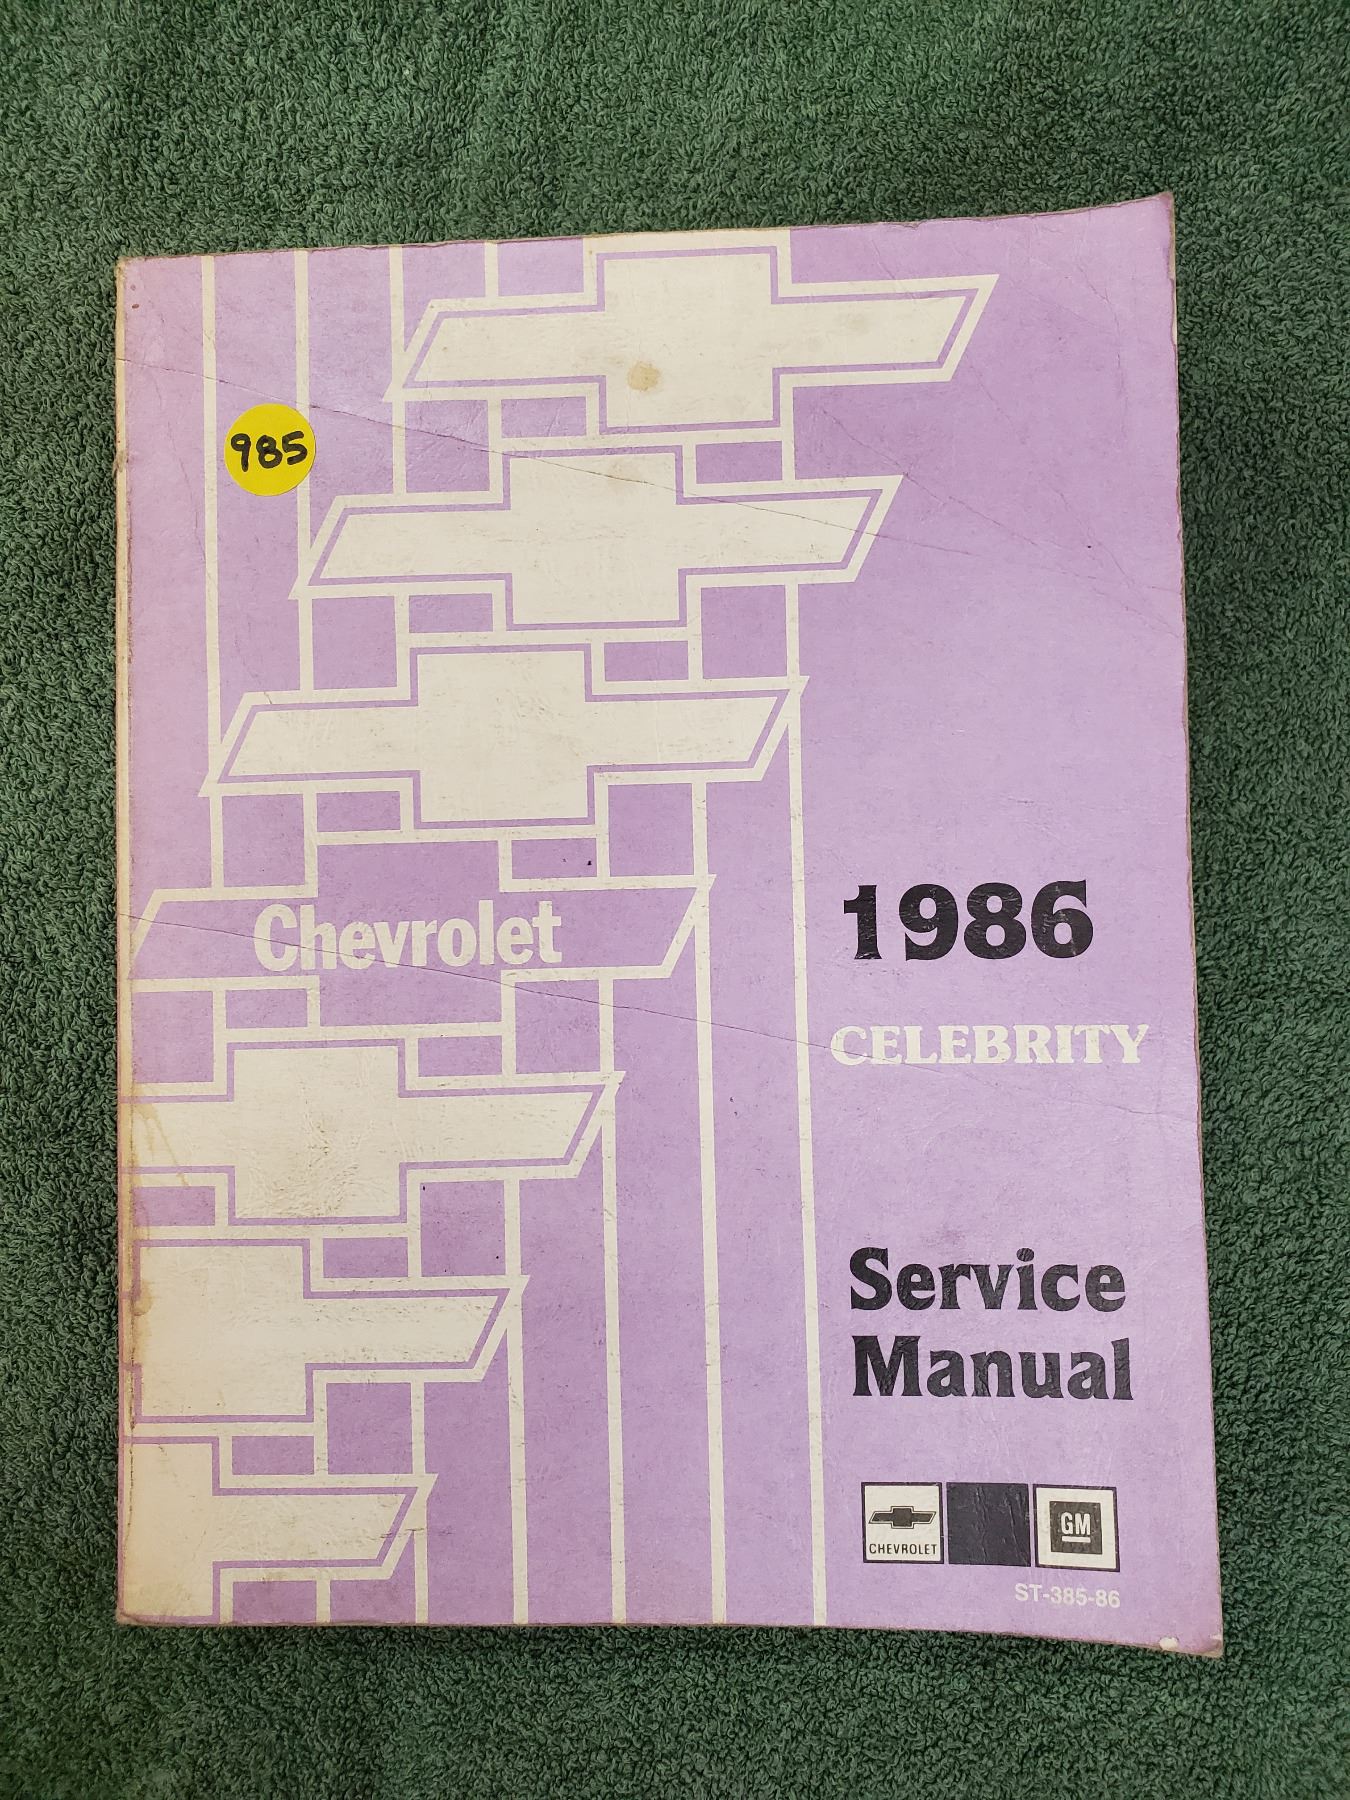 985
Chevrolet
1986
CELEBRITY
Service
Manual
CHEVROLET
GM
ST-385-86